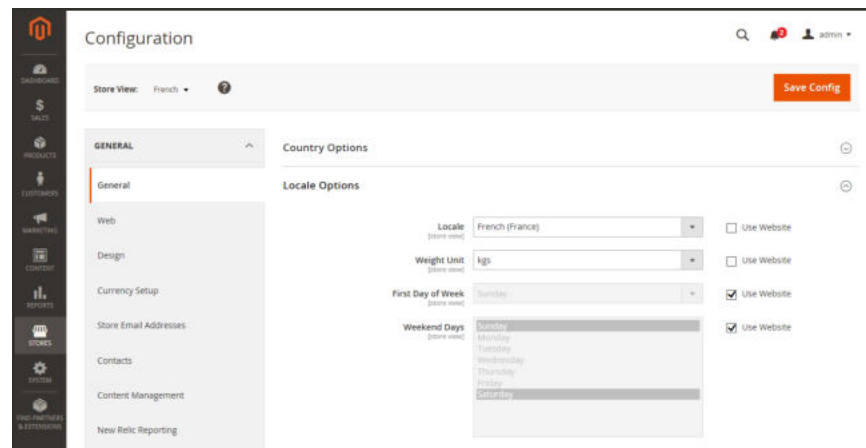 Configuration
2
admin
DASHBOARD
Store View: French
?
Save Config
$
SALES
GENERAL
Country Options
PRODUCTS
General
Locale Options
CUSTOMERS
Web
Locale French (France) Use Website
[store view]
MARKETING
Design
Weight Unit kgs Use Website
[store view]
CONTENT
Currency Setup
First Day of Week Sunday Use Website
[store view]
REPORTS
Store Email Addresses
Weekend Days Sunday Use Website
[store view] Monday
Tuesday
Wednesday
Thursday
Friday
Saturday
STORES
Contacts
SYSTEM
Content Management
FIND PARTNERS
& EXTENSIONS
New Relic Reporting